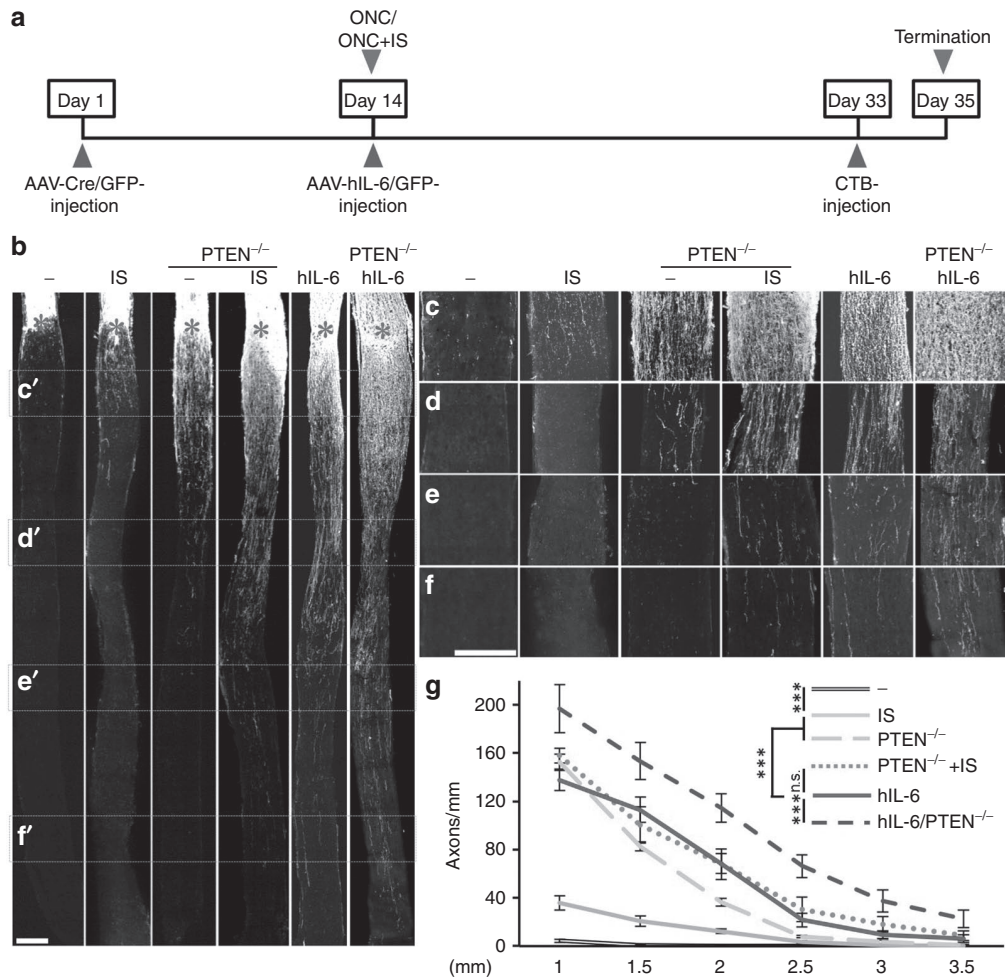 a
ONC/
ONC+IS
Termination
Day 1
Day 14
Day 33
Day 35
AAV-Cre/GFP-
injection
AAV-hIL-6/GFP-
injection
CTB-
injection
b
PTEN–/–
PTEN–/–
– IS – IS hIL-6 hIL-6
PTEN–/–
PTEN–/–
– IS – IS hIL-6 hIL-6
* * * * * *
c′
d′
e′
f′
c
d
e
f
g
Axons/mm
200
160
120
80
40
0
(mm) 1 1.5 2 2.5 3 3.5
–
IS
PTEN–/–
PTEN–/–+IS
hIL-6
hIL-6/PTEN–/–
***
***
n.s.
***